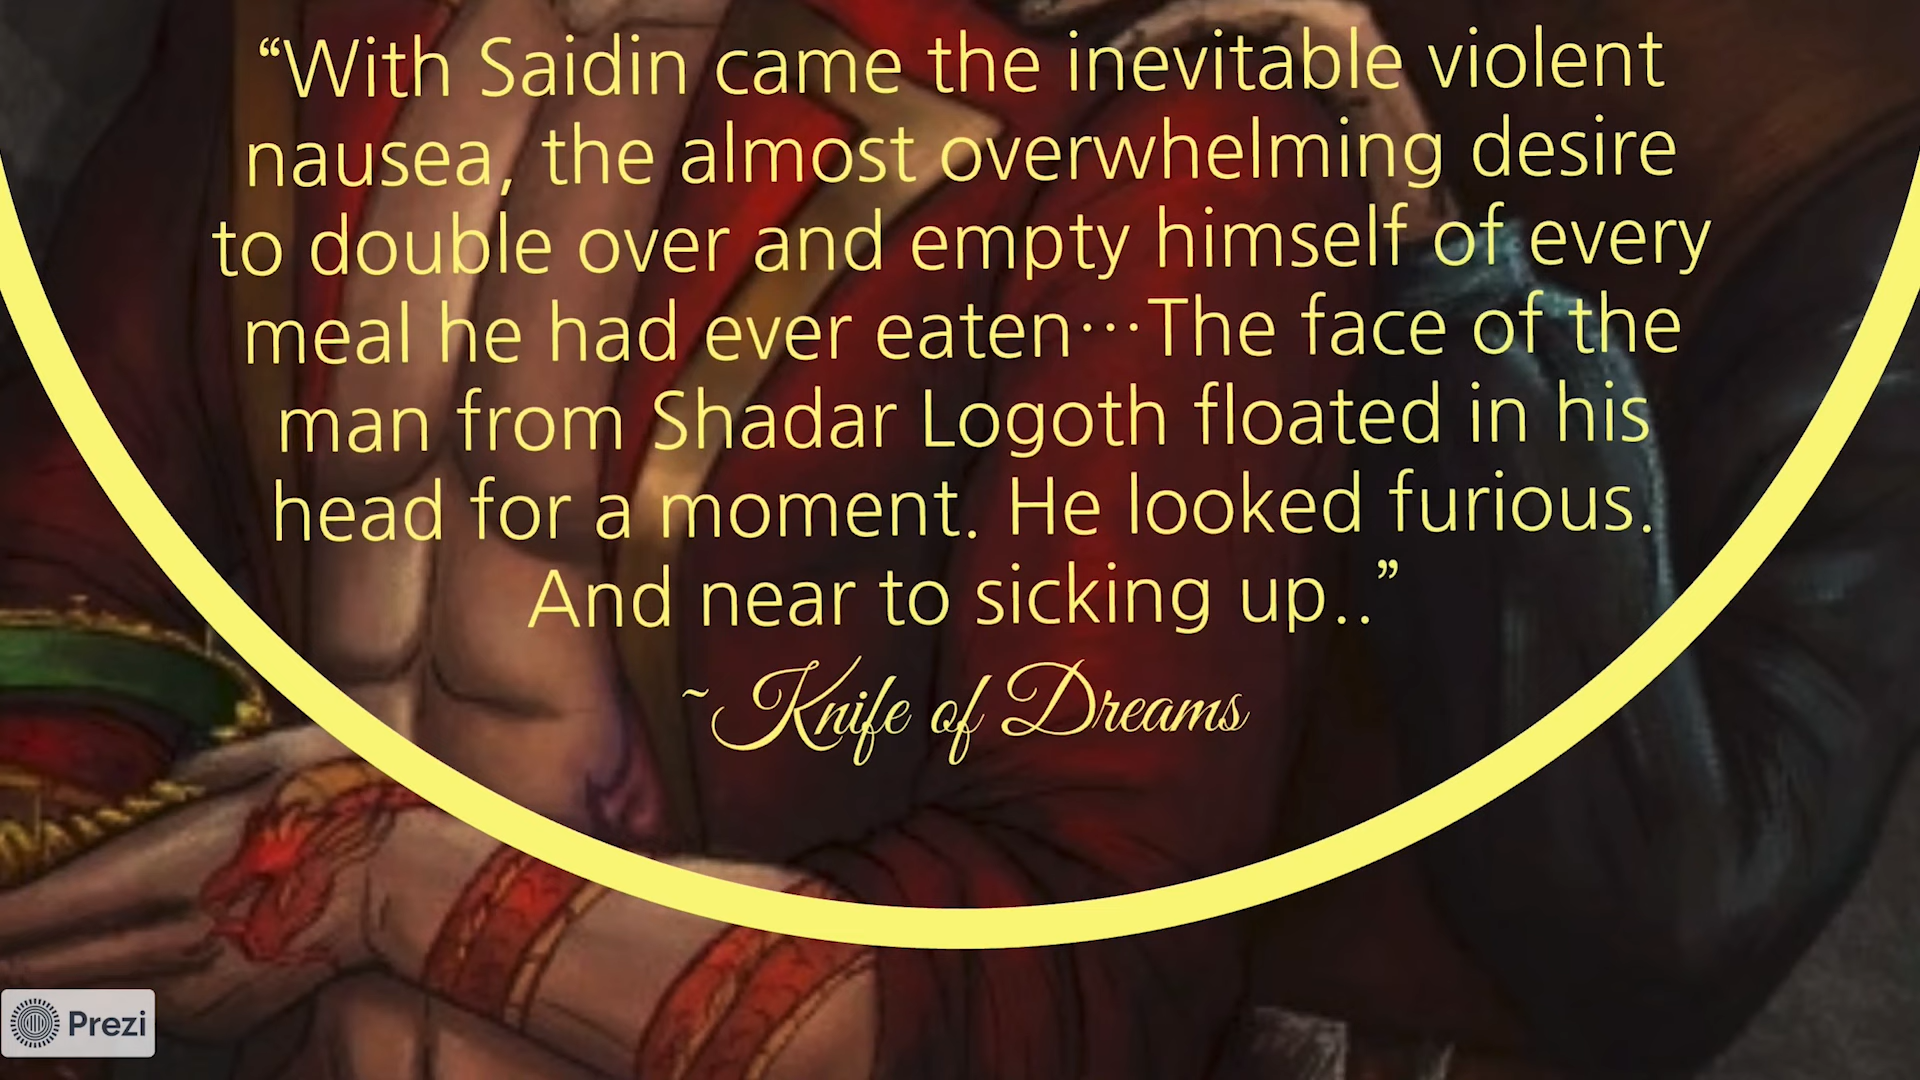 “With Saidin came the inevitable violent
nausea, the almost overwhelming desire
to double over and empty himself of every
meal he had ever eaten⋯The face of the
man from Shadar Logoth floated in his
head for a moment. He looked furious.
And near to sicking up..”
~Knife of Dreams
Prezi